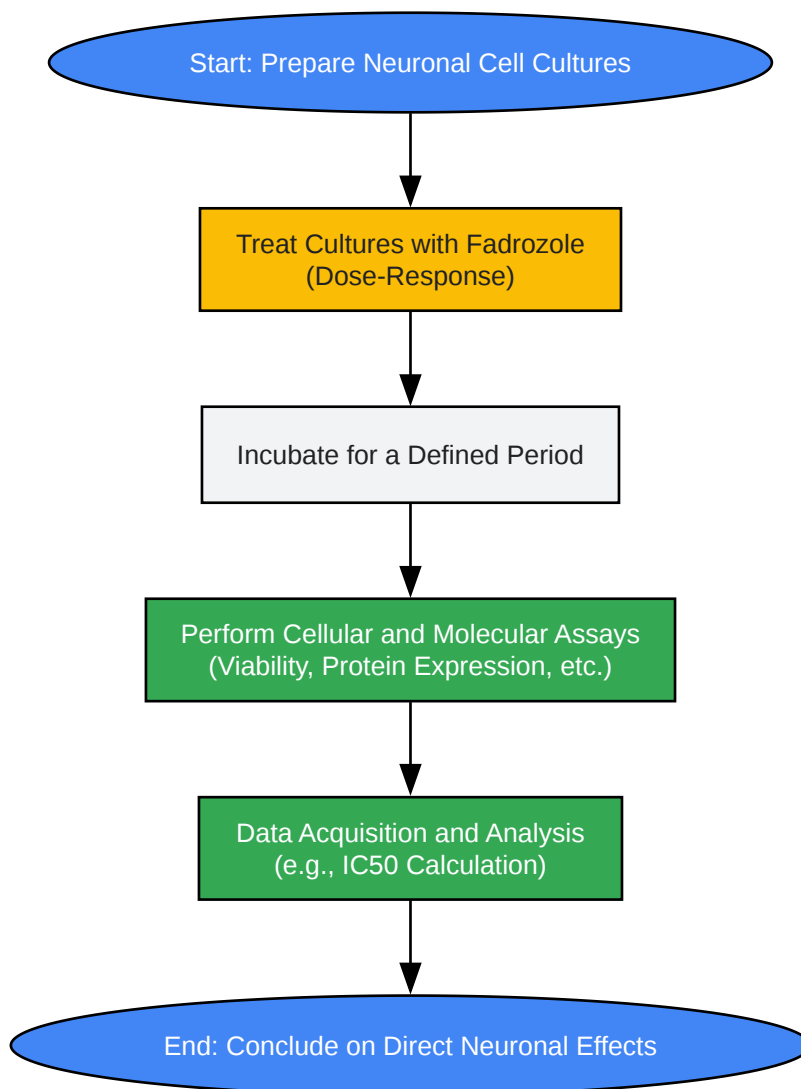 Start: Prepare Neuronal Cell Cultures
Treat Cultures with Fadrozole
(Dose-Response)
Incubate for a Defined Period
Perform Cellular and Molecular Assays
(Viability, Protein Expression, etc.)
Data Acquisition and Analysis
(e.g., IC50 Calculation)
End: Conclude on Direct Neuronal Effects